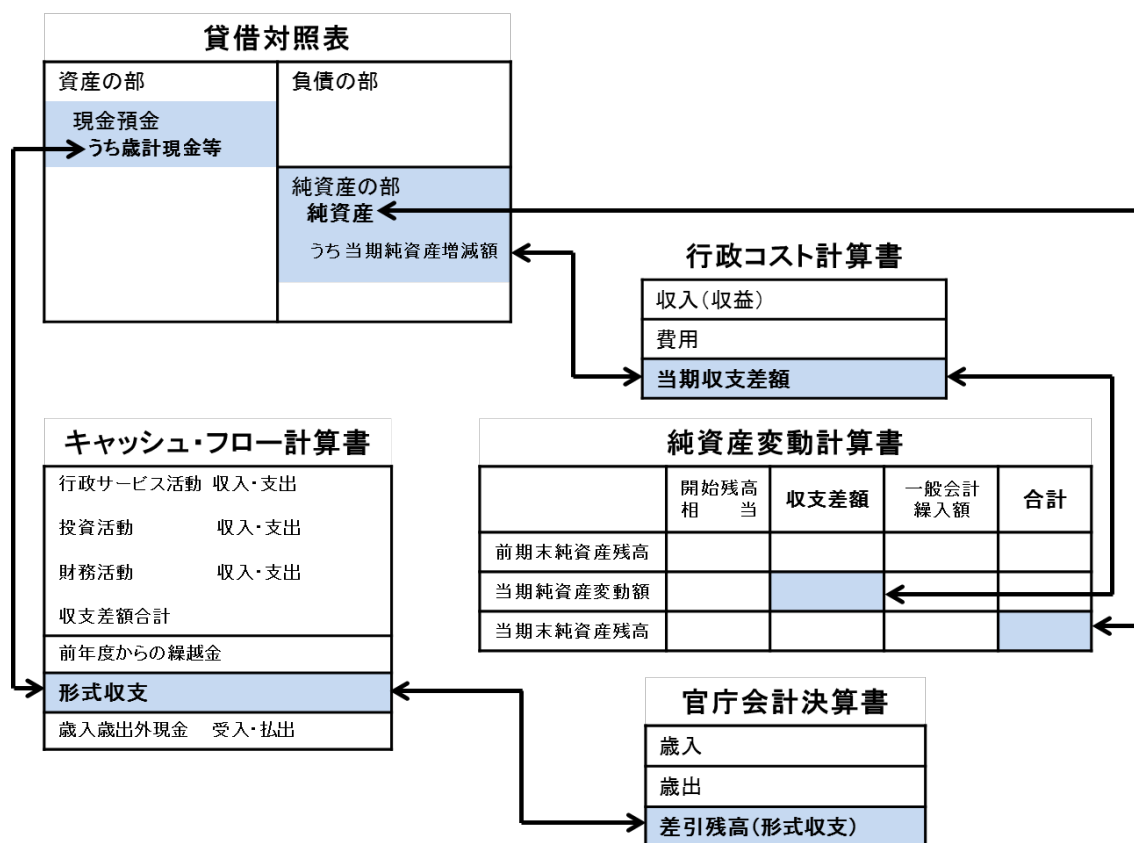 貸借対照表
資産の部
負債の部
現金預金
うち歳計現金等
純資産の部
純資産
うち当期純資産増減額
行政コスト計算書
収入(収益)
費用
当期収支差額
キャッシュ・フロー計算書
行政サービス活動 収入・支出
投資活動 収入・支出
財務活動 収入・支出
収支差額合計
前年度からの繰越金
形式収支
歳入歳出外現金 受入・払出
純資産変動計算書
開始残高
相 当
収支差額
一般会計
繰入額
合計
前期末純資産残高
当期純資産変動額
当期末純資産残高
官庁会計決算書
歳入
歳出
差引残高(形式収支)